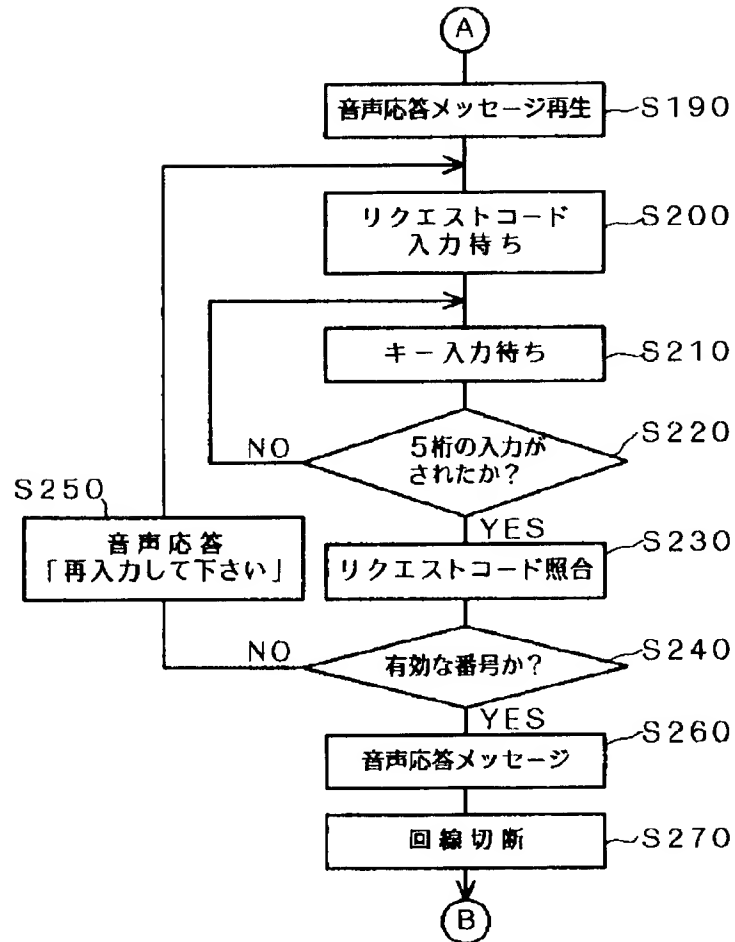 A
音声応答メッセージ再生
S190
リクエストコード
入力待ち
S200
キー入力待ち
S210
5桁の入力が
されたか?
S220
NO
YES
S250
音声応答
「再入力して下さい」
リクエストコード照合
S230
有効な番号か?
S240
NO
YES
音声応答メッセージ
S260
回線切断
S270
B